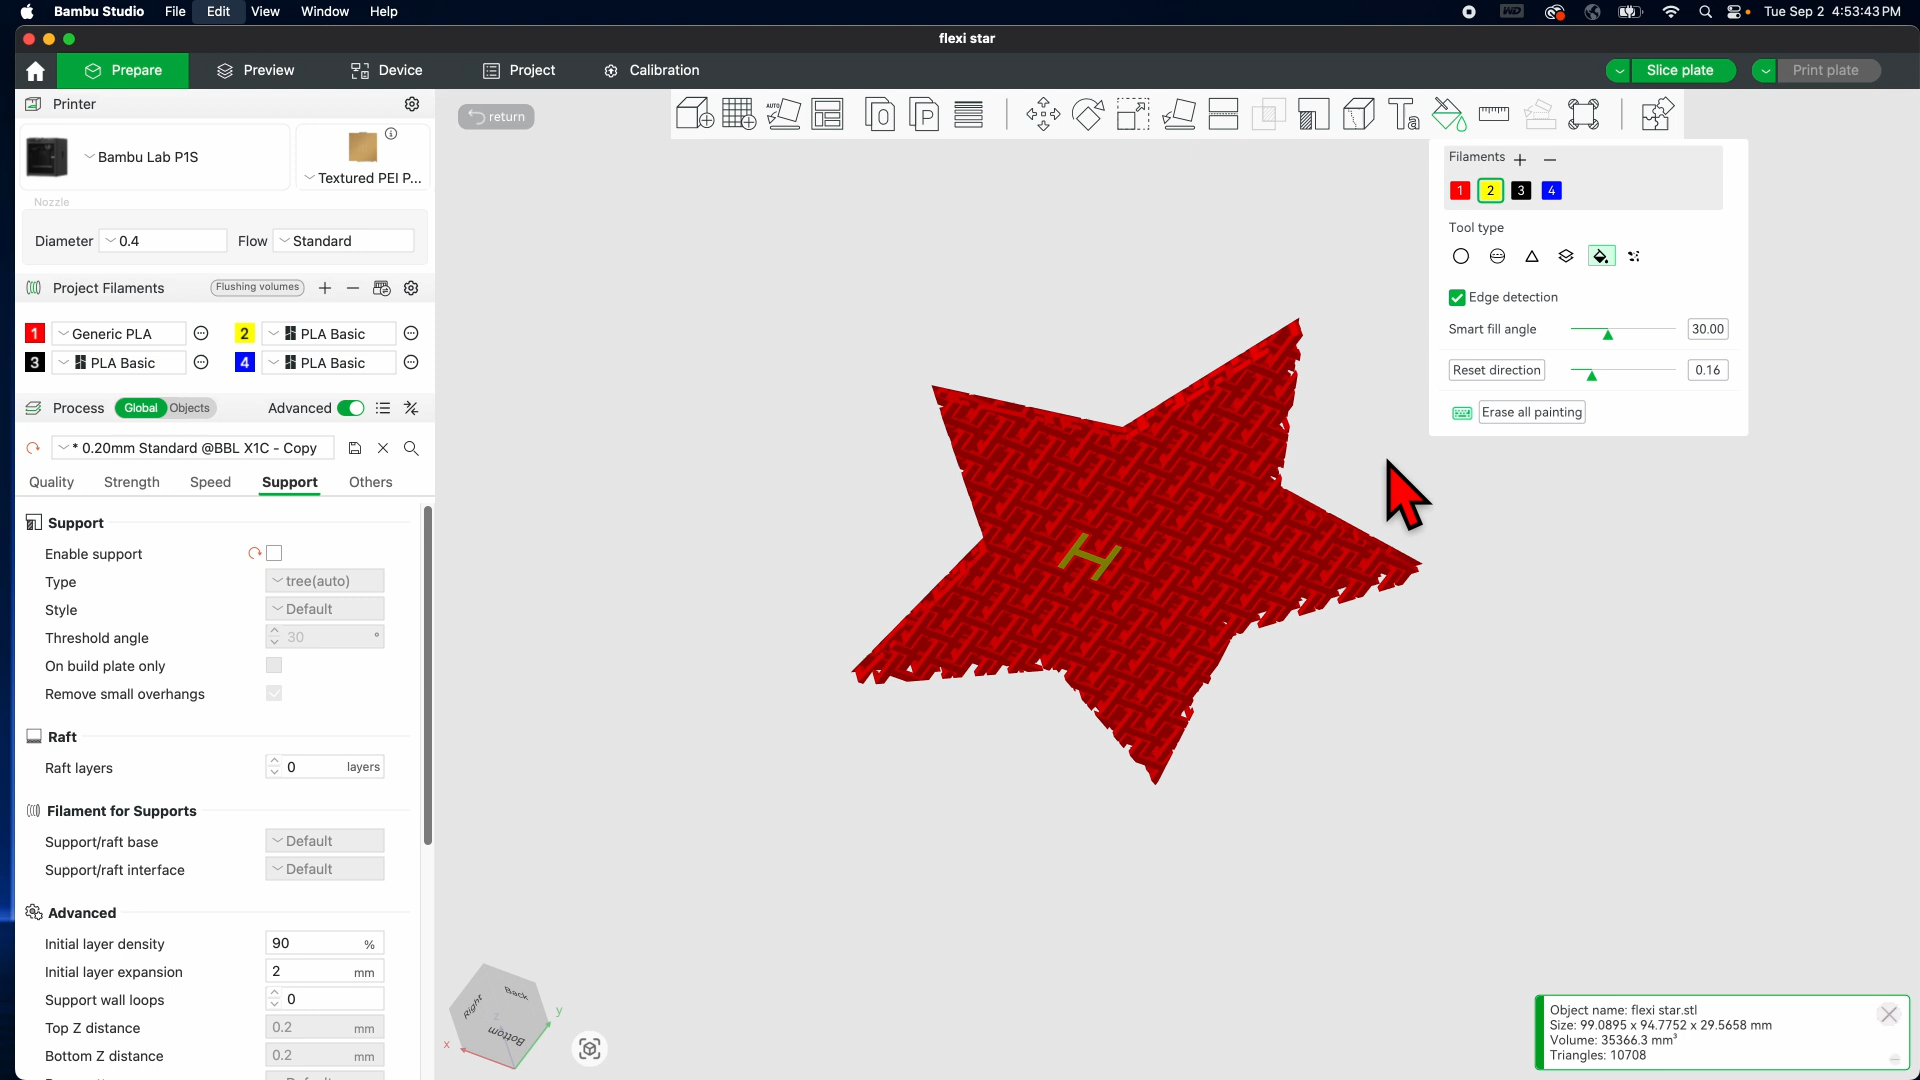 Bambu Studio File Edit View Window Help
WD
Tue Sep 2 4:53:43 PM
flexi star
Prepare Preview Device Project Calibration Slice plate Print plate
Printer
Bambu Lab P1S
Textured PEI P...
Nozzle
Diameter 0.4 Flow Standard
Project Filaments Flushing volumes
1 Generic PLA 2 PLA Basic
3 PLA Basic 4 PLA Basic
Process Global Objects Advanced
* 0.20mm Standard @BBL X1C - Copy
Quality Strength Speed Support Others
Support
Enable support
Type tree(auto)
Style Default
Threshold angle 30 °
On build plate only
Remove small overhangs
Raft
Raft layers 0 layers
Filament for Supports
Support/raft base Default
Support/raft interface Default
Advanced
Initial layer density 90 %
Initial layer expansion 2 mm
Support wall loops 0
Top Z distance 0.2 mm
Bottom Z distance 0.2 mm
return
AUTO
Filaments
1 2 3 4
Tool type
Edge detection
Smart fill angle 30.00
Reset direction 0.16
Erase all painting
H
Right Back Bottom
x y z
Object name: flexi star.stl
Size: 99.0895 x 94.7752 x 29.5658 mm
Volume: 35366.3 mm³
Triangles: 10708